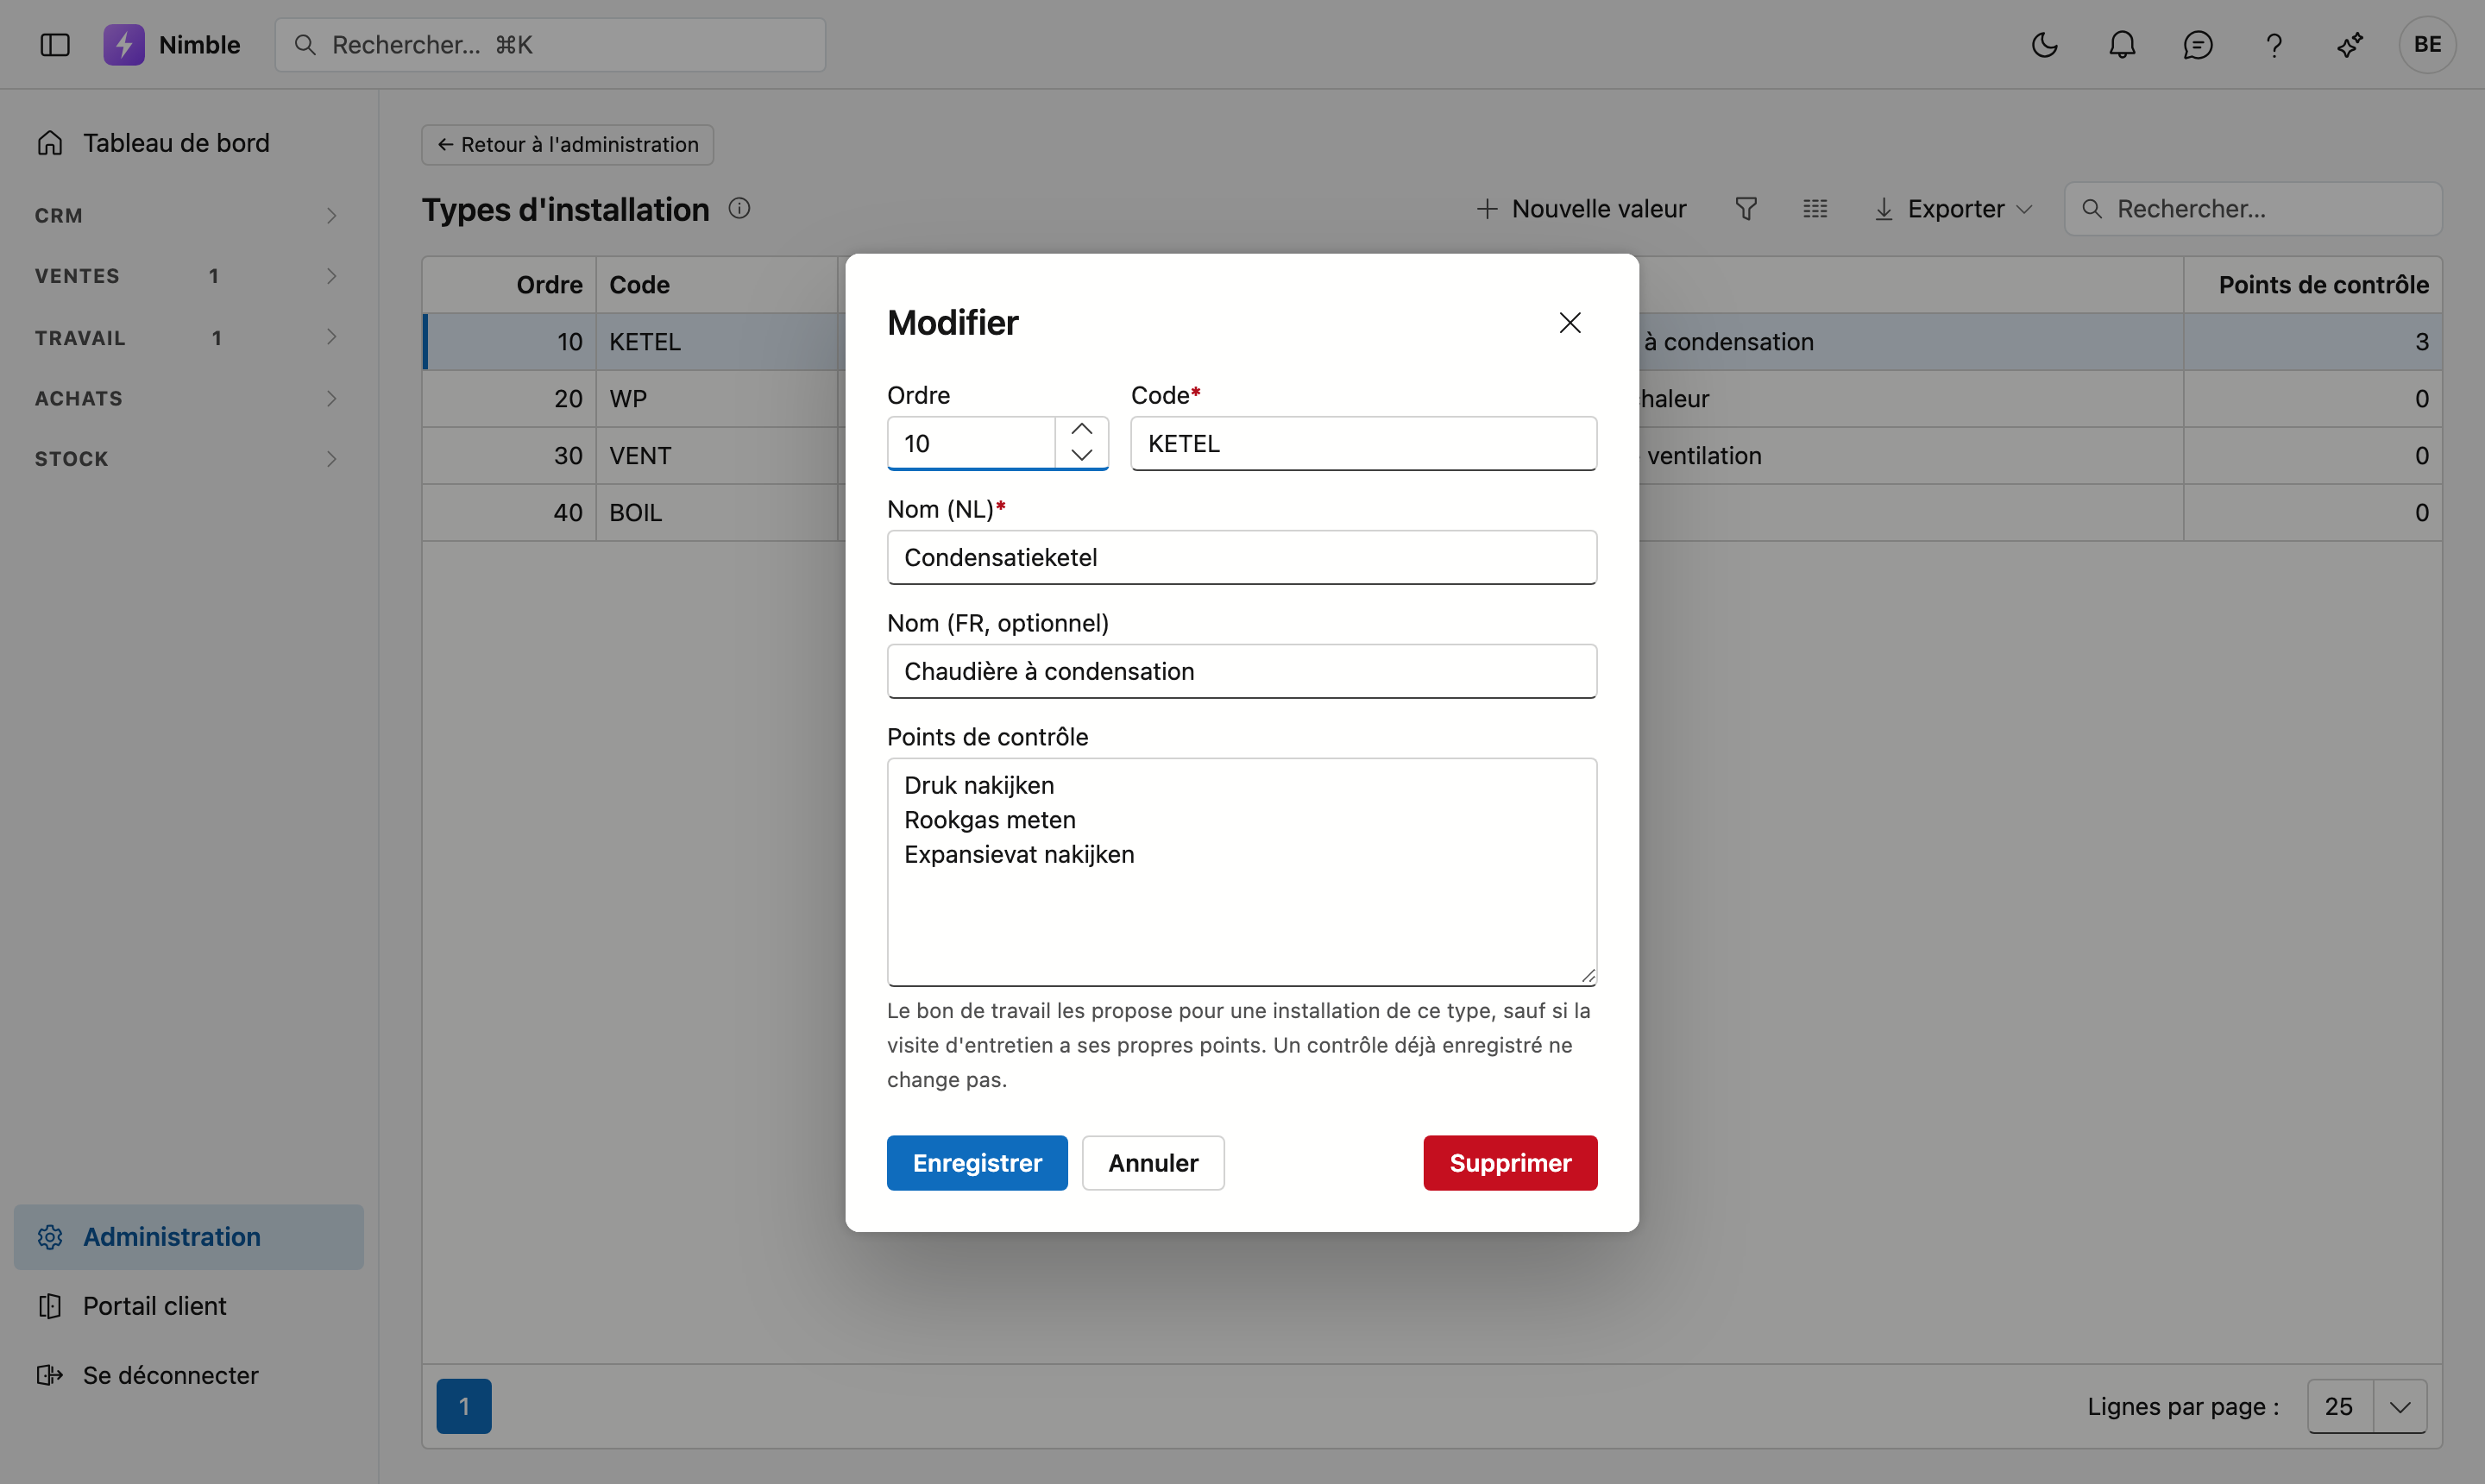 Nimble
Rechercher... ⌘K
BE
Tableau de bord
CRM
VENTES 1
TRAVAIL 1
ACHATS
STOCK
Administration
Portail client
Se déconnecter
← Retour à l'administration
Types d'installation
Nouvelle valeur
Exporter
Rechercher...
Ordre Code Points de contrôle
10 KETEL à condensation 3
20 WP haleur 0
30 VENT ventilation 0
40 BOIL 0
Modifier
Ordre Code*
10 KETEL
Nom (NL)*
Condensatieketel
Nom (FR, optionnel)
Chaudière à condensation
Points de contrôle
Druk nakijken
Rookgas meten
Expansievat nakijken
Le bon de travail les propose pour une installation de ce type, sauf si la
visite d'entretien a ses propres points. Un contrôle déjà enregistré ne
change pas.
Enregistrer Annuler Supprimer
1
Lignes par page : 25